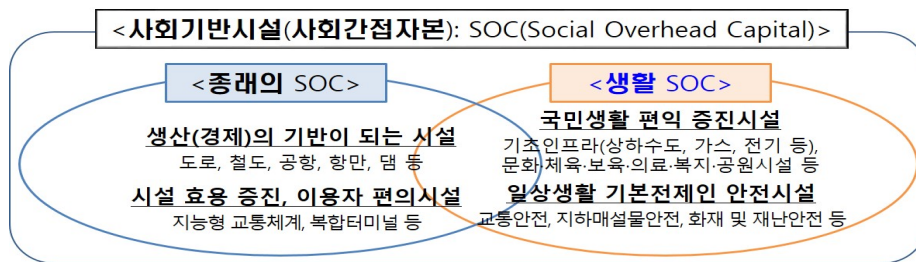 <사회기반시설(사회간접자본): SOC(Social Overhead Capital)>
<종래의 SOC>
생산(경제)의 기반이 되는 시설
도로, 철도, 공항, 항만, 댐 등
시설 효용 증진, 이용자 편의시설
지능형 교통체계, 복합터미널 등
<생활 SOC>
국민생활 편익 증진시설
기초인프라(상하수도, 가스, 전기 등),
문화·체육·보육·의료·복지·공원시설 등
일상생활 기본전제인 안전시설
교통안전, 지하매설물안전, 화재 및 재난안전 등